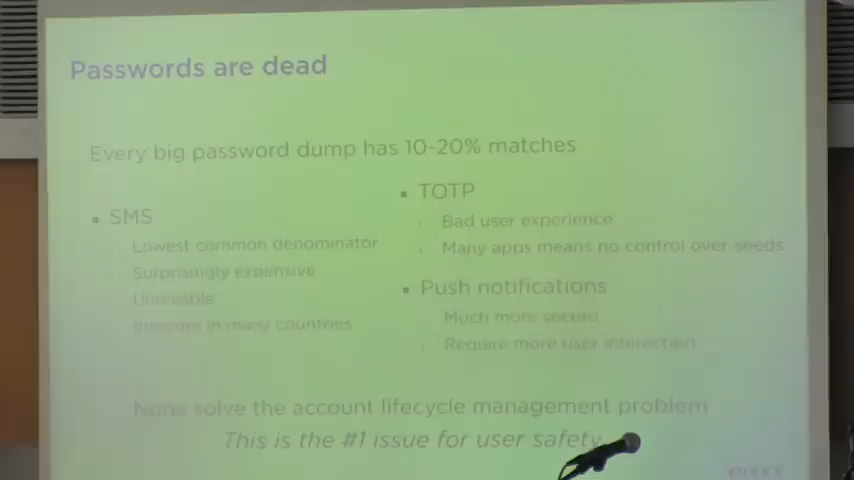 Passwords are dead
Every big password dump has 10-20% matches
SMS
Lowest common denominator
Surprisingly expensive
Unreliable
Insecure in many countries
TOTP
Bad user experience
Many apps means no control over seeds
Push notifications
Much more secure
Require more user interaction
None solve the account lifecycle management problem
This is the #1 issue for user safety